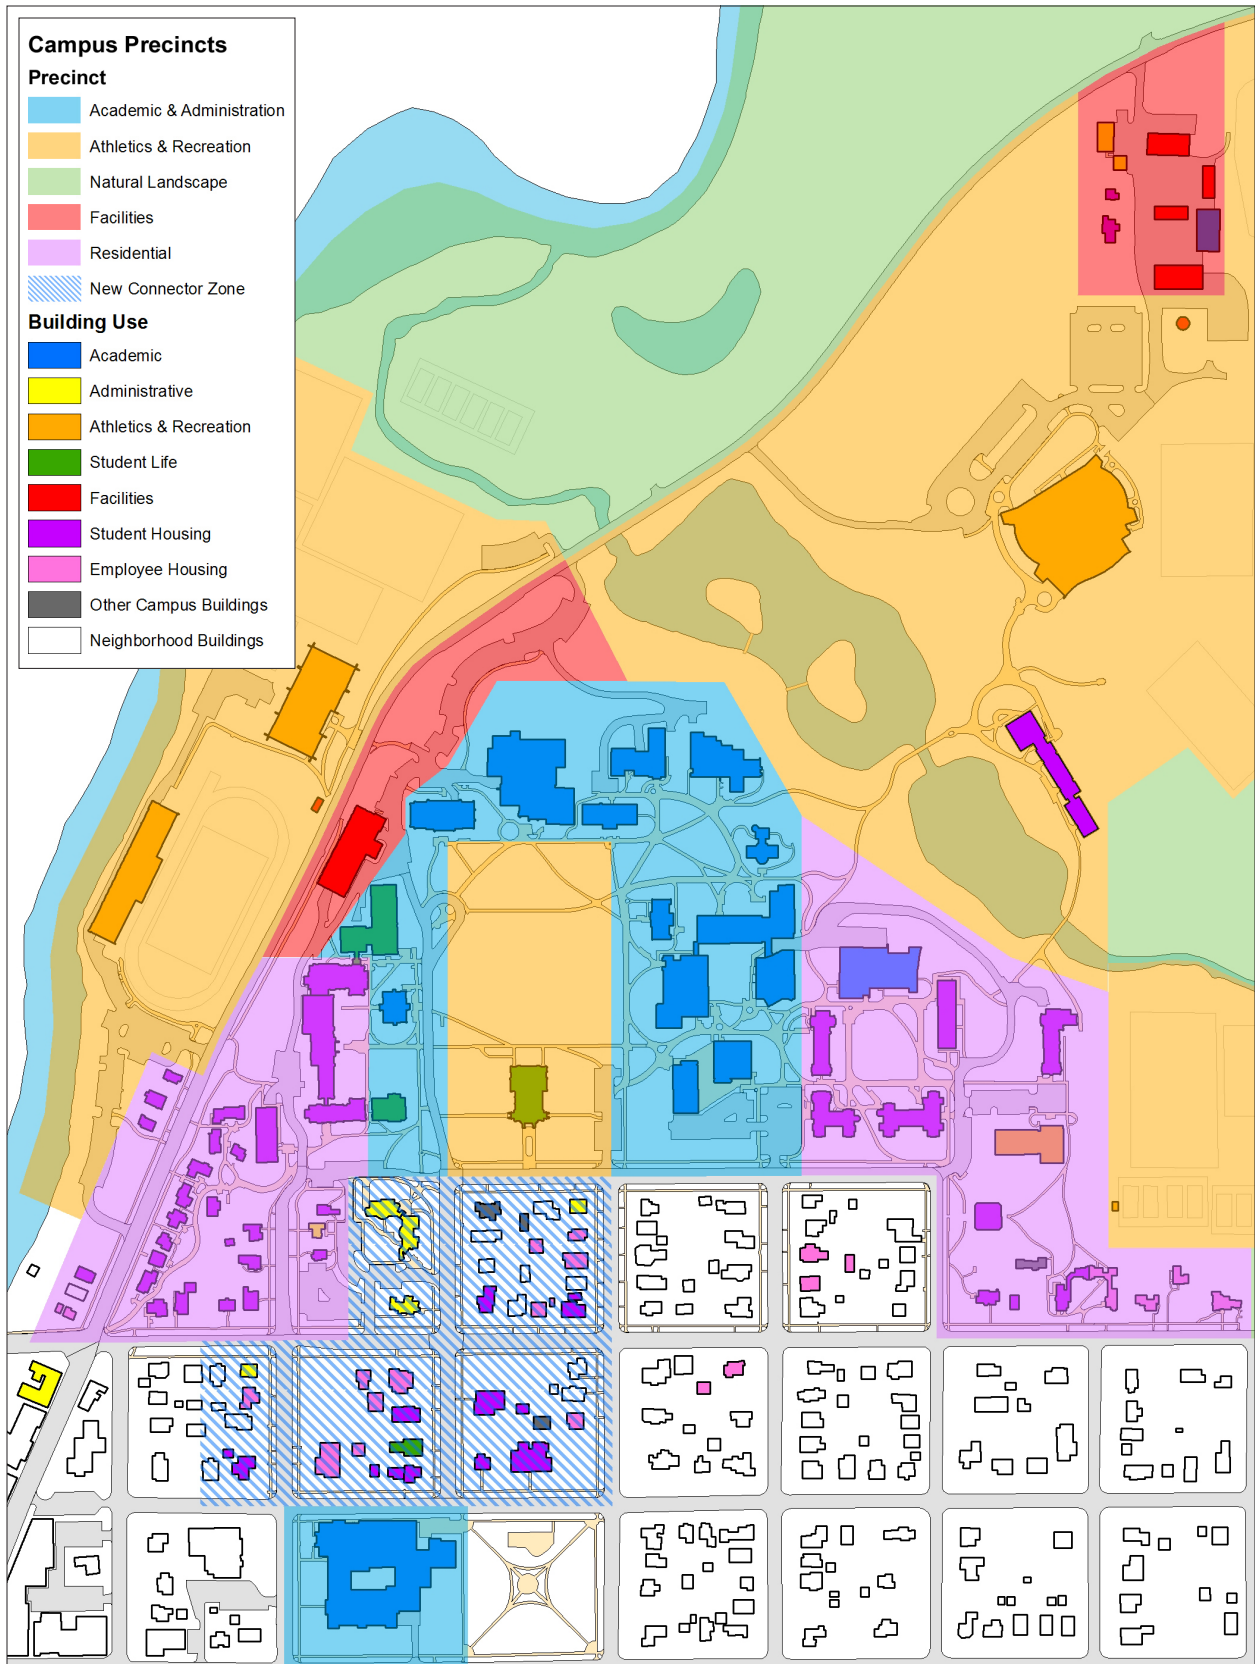 Campus Precincts
Precinct
Academic & Administration
Athletics & Recreation
Natural Landscape
Facilities
Residential
New Connector Zone
Building Use
Academic
Administrative
Athletics & Recreation
Student Life
Facilities
Student Housing
Employee Housing
Other Campus Buildings
Neighborhood Buildings